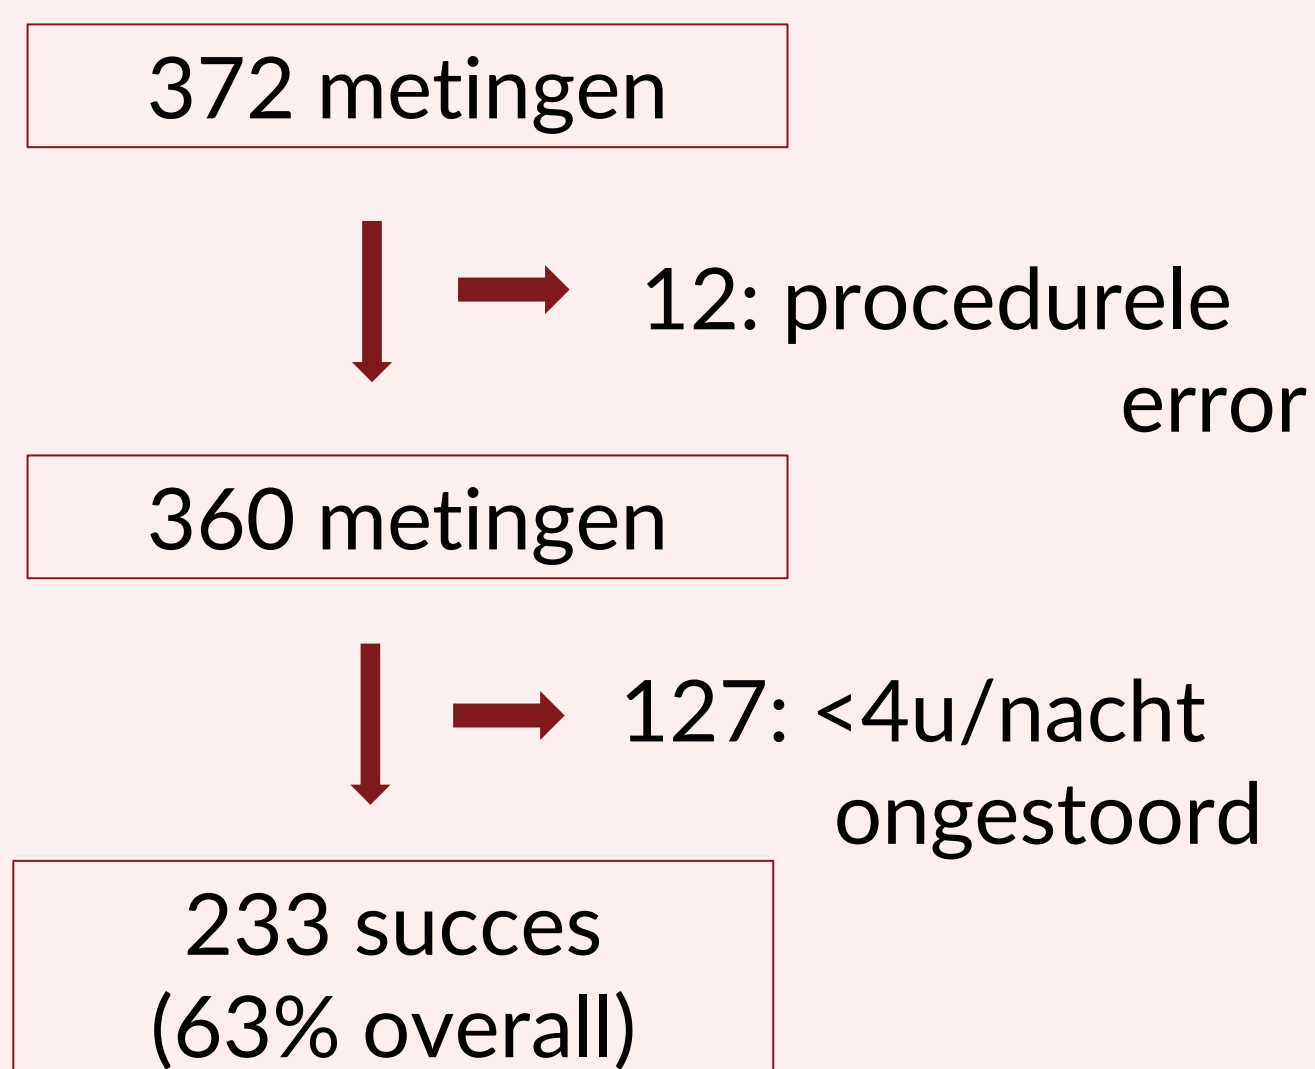 372 metingen
12: procedurele
error
360 metingen
127: <4u/nacht
ongestoord
233 succes
(63% overall)